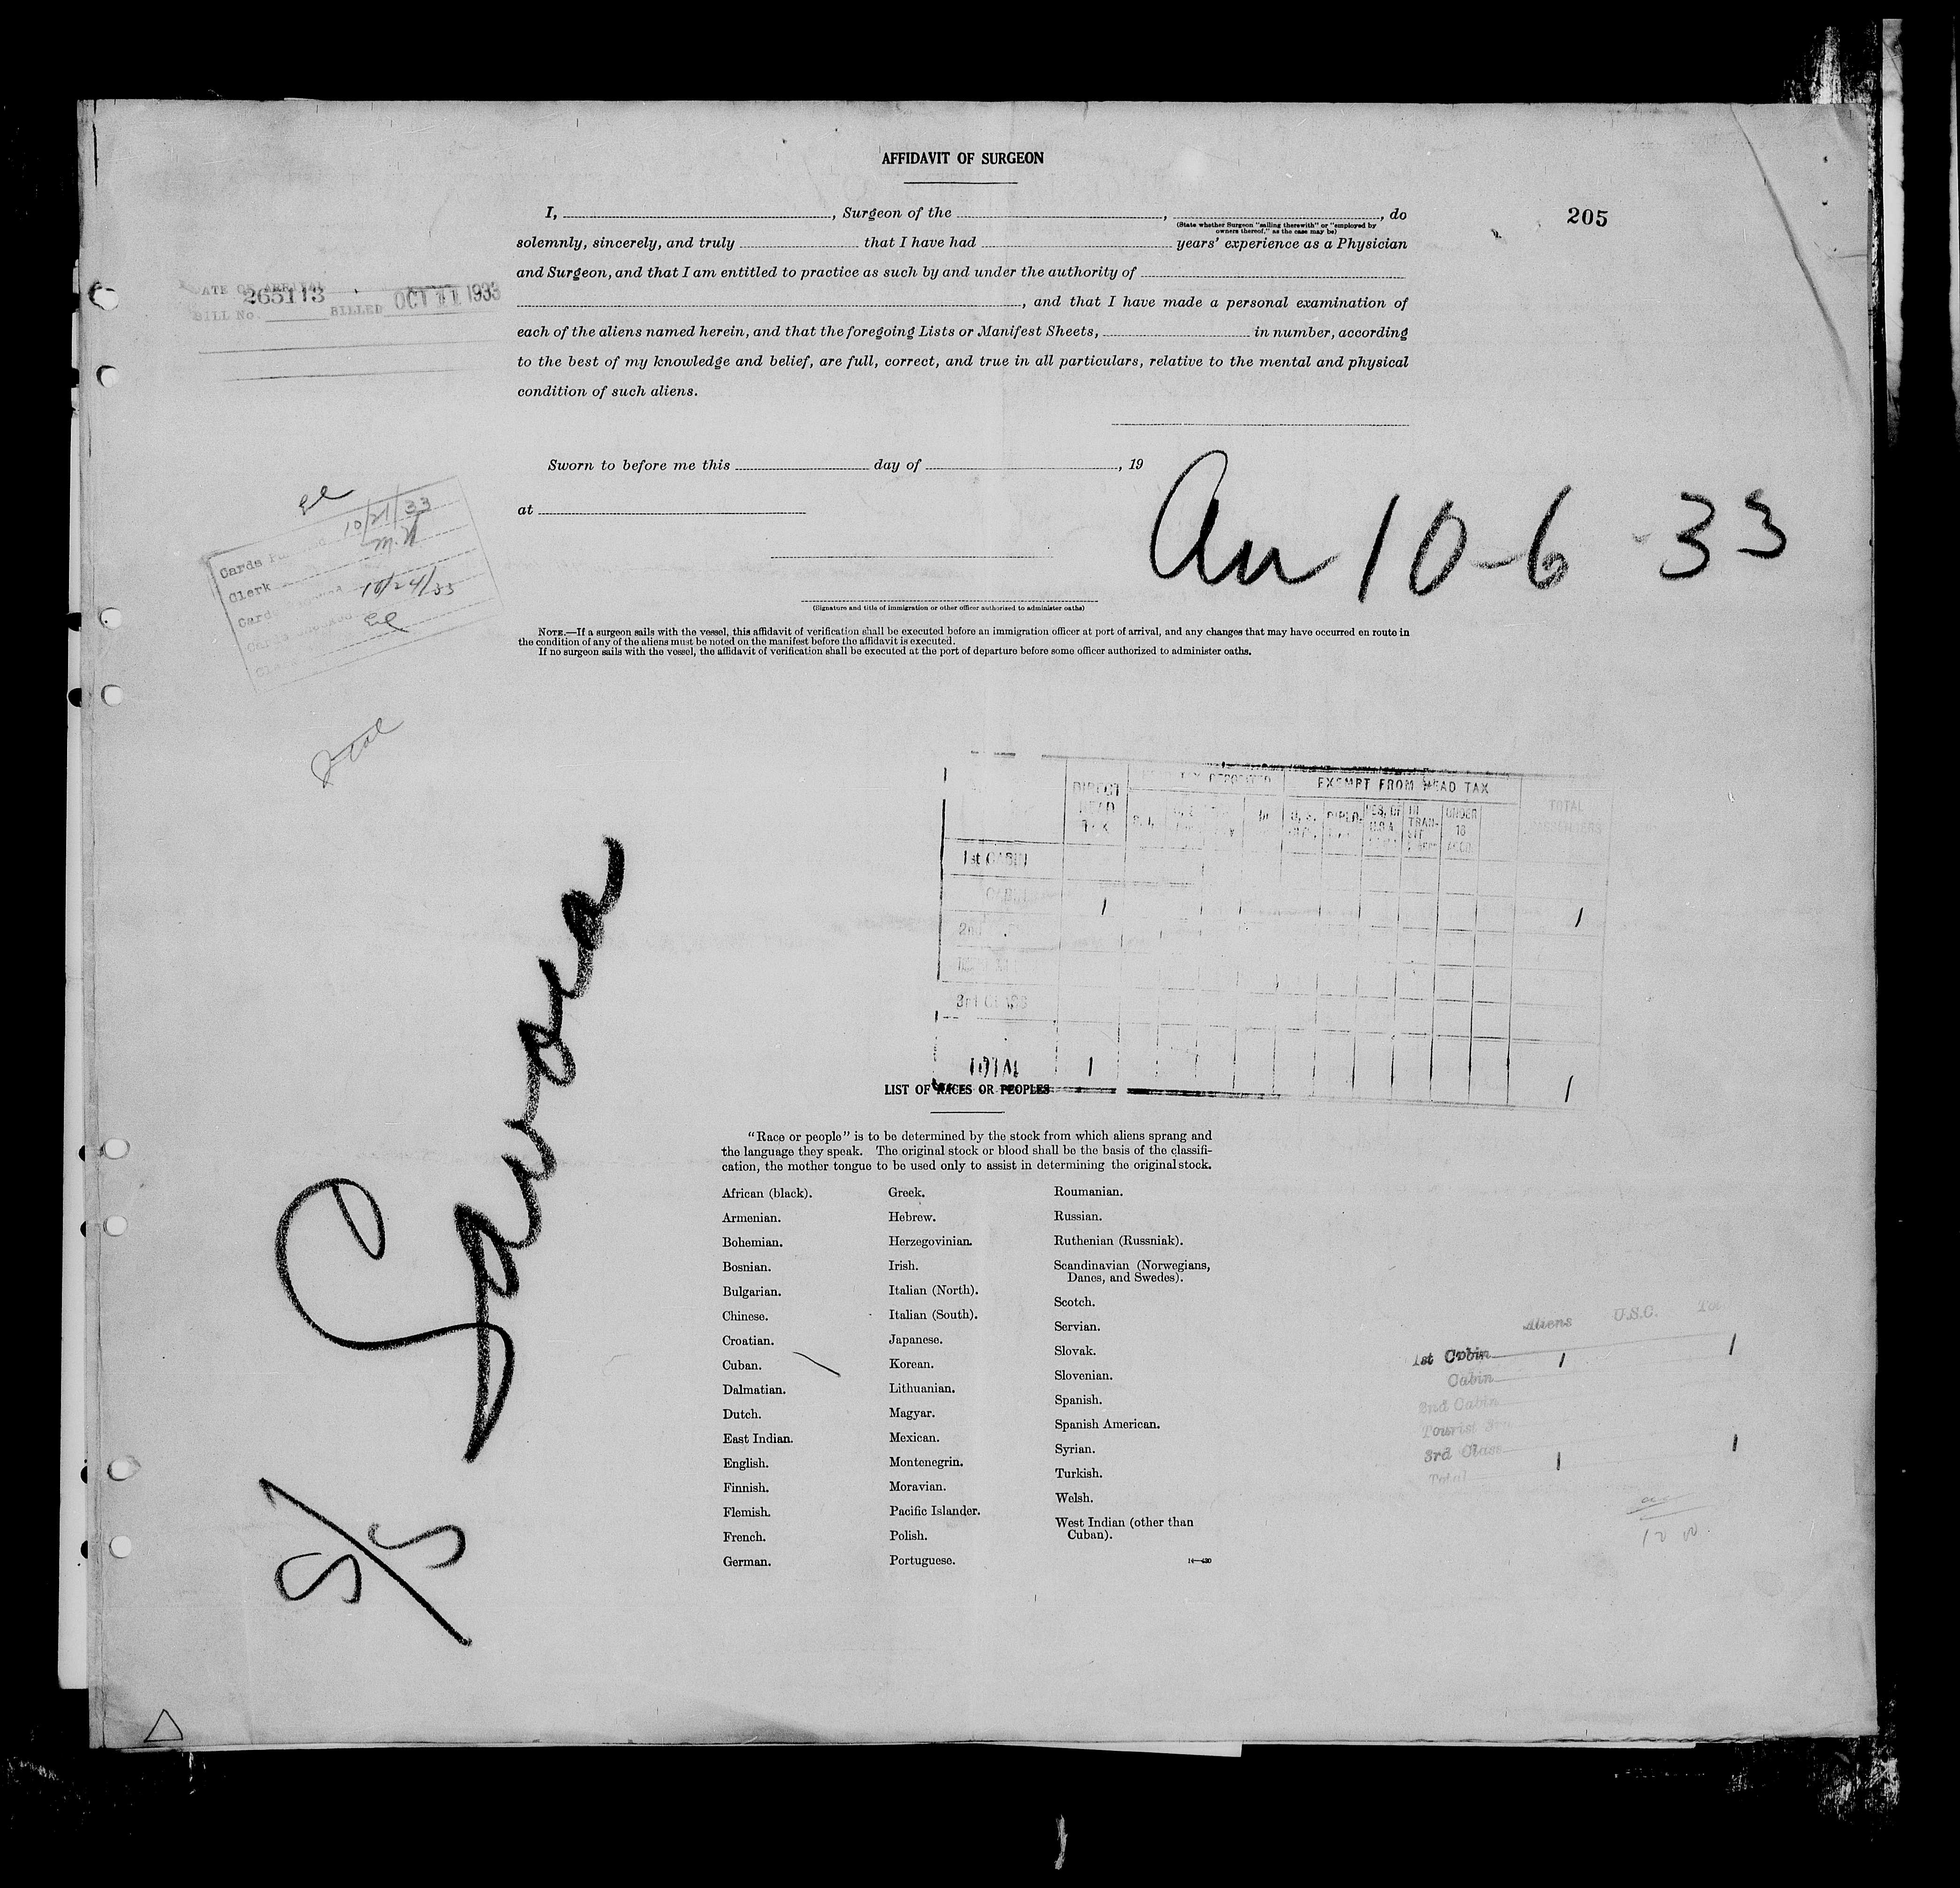 AFFIDAVIT OF SURGEON
205
I, , Surgeon of the , , do
(State whether Surgeon "sailing therewith" or "employed by
owners thereof," as the case may be)
solemnly, sincerely, and truly that I have had years' experience as a Physician
and Surgeon, and that I am entitled to practice as such by and under the authority of
, and that I have made a personal examination of
each of the aliens named herein, and that the foregoing Lists or Manifest Sheets, in number, according
to the best of my knowledge and belief, are full, correct, and true in all particulars, relative to the mental and physical
condition of such aliens.
DATE OF ARRIVAL
265113
BILL No. BILLED OCT 11 1933
Sworn to before me this day of , 19
at
10-6-33
(Signature and title of immigration or other officer authorized to administer oaths)
NOTE.—If a surgeon sails with the vessel, this affidavit of verification shall be executed before an immigration officer at port of arrival, and any changes that may have occurred en route in
the condition of any of the aliens must be noted on the manifest before the affidavit is executed.
If no surgeon sails with the vessel, the affidavit of verification shall be executed at the port of departure before some officer authorized to administer oaths.
Cards 10/21/33
Clerk M.H
Card 10/24/33
DIRECT HEAD TAX
EXEMPT FROM HEAD TAX
TOTAL
IN TRANSIT
UNDER 16
1st CABIN
CABIN 1 1
2nd
3rd CLASS
TOTAL 1 1
S/S Savoia
LIST OF RACES OR PEOPLES
"Race or people" is to be determined by the stock from which aliens sprang and
the language they speak. The original stock or blood shall be the basis of the classifi-
cation, the mother tongue to be used only to assist in determining the original stock.
African (black).
Armenian.
Bohemian.
Bosnian.
Bulgarian.
Chinese.
Croatian.
Cuban.
Dalmatian.
Dutch.
East Indian.
English.
Finnish.
Flemish.
French.
German.
Greek.
Hebrew.
Herzegovinian.
Irish.
Italian (North).
Italian (South).
Japanese.
Korean.
Lithuanian.
Magyar.
Mexican.
Montenegrin.
Moravian.
Pacific Islander.
Polish.
Portuguese.
Roumanian.
Russian.
Ruthenian (Russniak).
Scandinavian (Norwegians,
Danes, and Swedes).
Scotch.
Servian.
Slovak.
Slovenian.
Spanish.
Spanish American.
Syrian.
Turkish.
Welsh.
West Indian (other than
Cuban).
Aliens U.S.C.
1st Cabin 1 1
Cabin
2nd Cabin
Tourist
3rd Class 1 1
Total